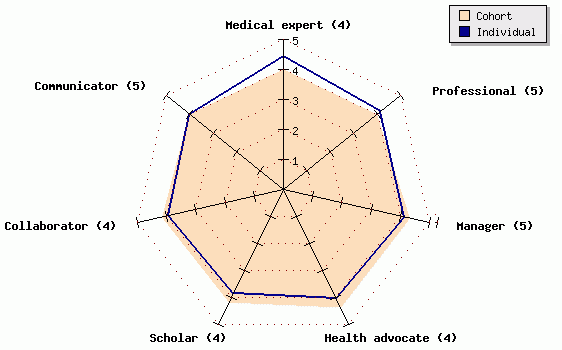 Medical expert (4)
Cohort
Individual
5
4
3
2
1
Communicator (5)
Professional (5)
Collaborator (4)
Manager (5)
Scholar (4)
Health advocate (4)